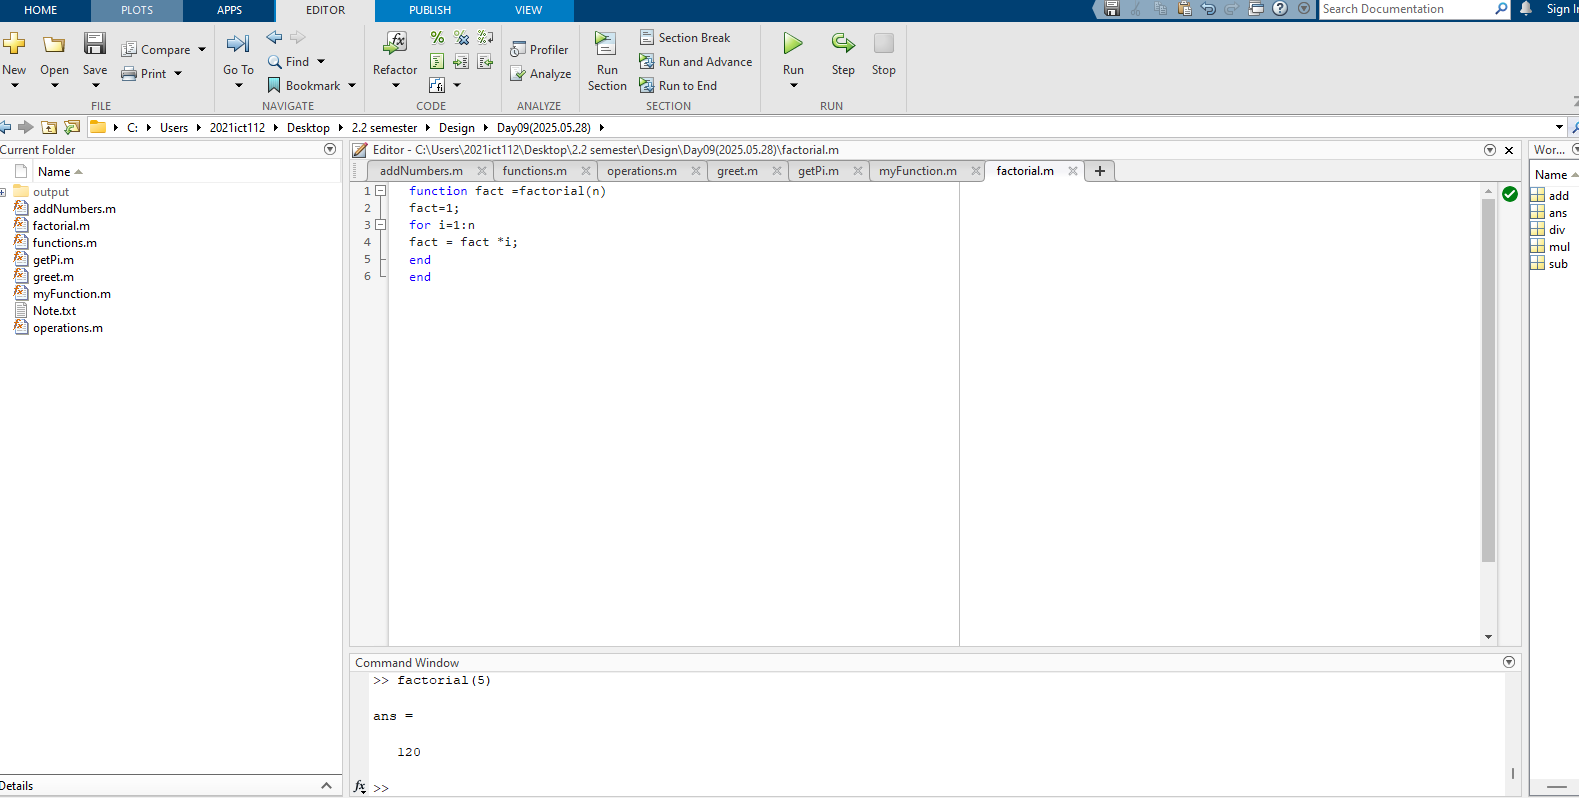 HOME PLOTS APPS EDITOR PUBLISH VIEW Search Documentation Sign In
New Open Save Compare Print Go To Find Bookmark Refactor Profiler Analyze Run Section Section Break Run and Advance Run to End Run Step Stop
FILE NAVIGATE CODE ANALYZE SECTION RUN
C: Users 2021ict112 Desktop 2.2 semester Design Day09(2025.05.28)
Current Folder
Name
output
addNumbers.m
factorial.m
functions.m
getPi.m
greet.m
myFunction.m
Note.txt
operations.m
Details
Editor - C:\Users\2021ict112\Desktop\2.2 semester\Design\Day09(2025.05.28)\factorial.m
addNumbers.m functions.m operations.m greet.m getPi.m myFunction.m factorial.m +
1 function fact =factorial(n)
2 fact=1;
3 for i=1:n
4 fact = fact *i;
5 end
6 end
Command Window
>> factorial(5)
ans =
120
fx >>
Wor...
Name
add
ans
div
mul
sub